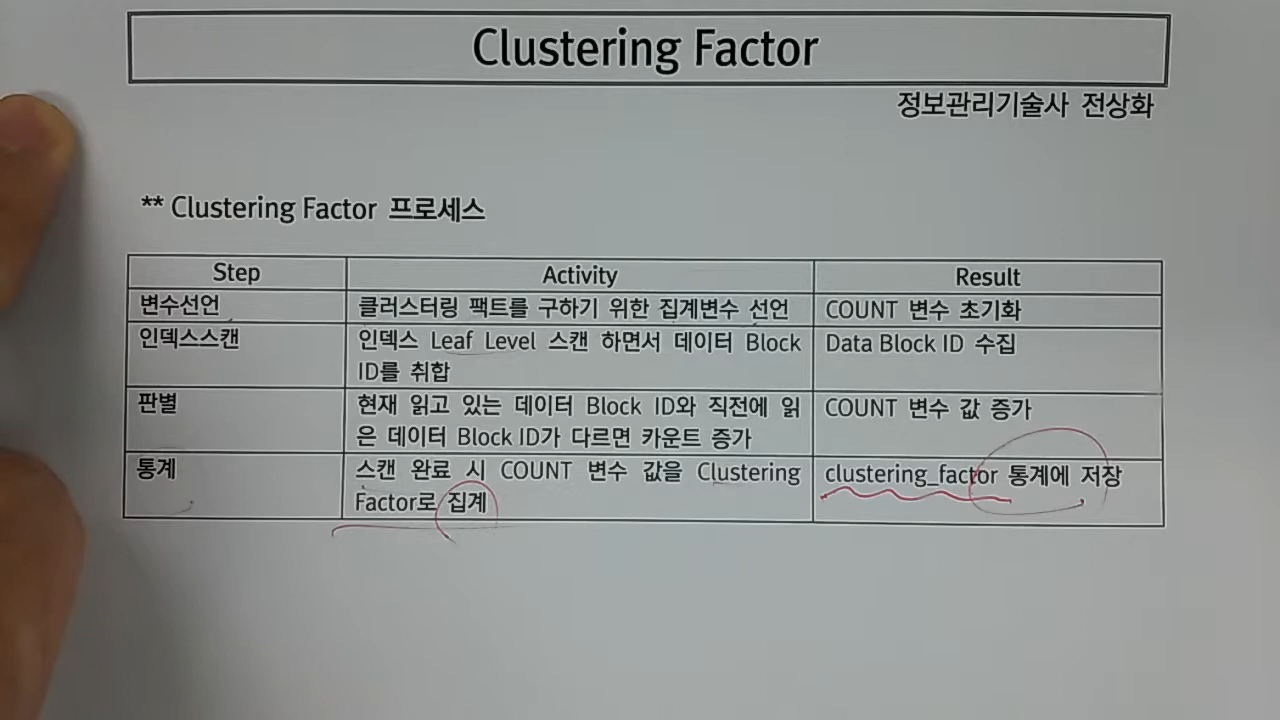 Clustering Factor
정보관리기술사 전상화
** Clustering Factor 프로세스
Step Activity Result
변수선언 클러스터링 팩트를 구하기 위한 집계변수 선언 COUNT 변수 초기화
인덱스스캔 인덱스 Leaf Level 스캔 하면서 데이터 Block Data Block ID 수집
ID를 취합
판별 현재 읽고 있는 데이터 Block ID와 직전에 읽 COUNT 변수 값 증가
은 데이터 Block ID가 다르면 카운트 증가
통계 스캔 완료 시 COUNT 변수 값을 Clustering clustering_factor 통계에 저장
Factor로 집계